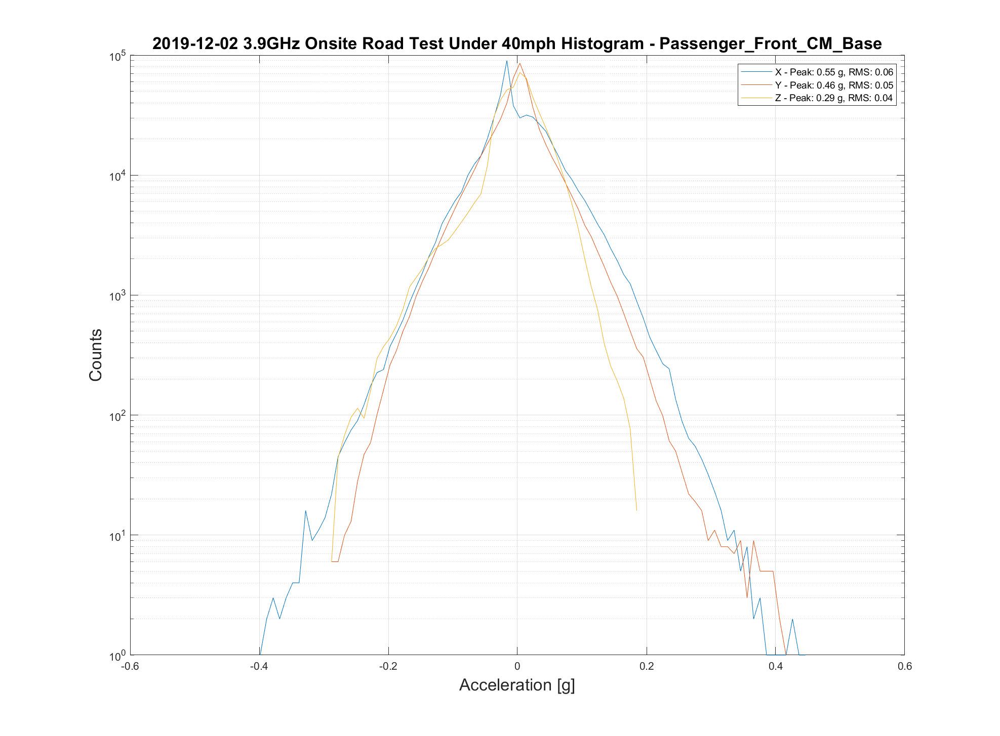 2019-12-02 3.9GHz Onsite Road Test Under 40mph Histogram - Passenger_Front_CM_Base
X - Peak: 0.55 g, RMS: 0.06
Y - Peak: 0.46 g, RMS: 0.05
Z - Peak: 0.29 g, RMS: 0.04
10^5
10^4
10^3
10^2
10^1
10^0
Counts
-0.6 -0.4 -0.2 0 0.2 0.4 0.6
Acceleration [g]